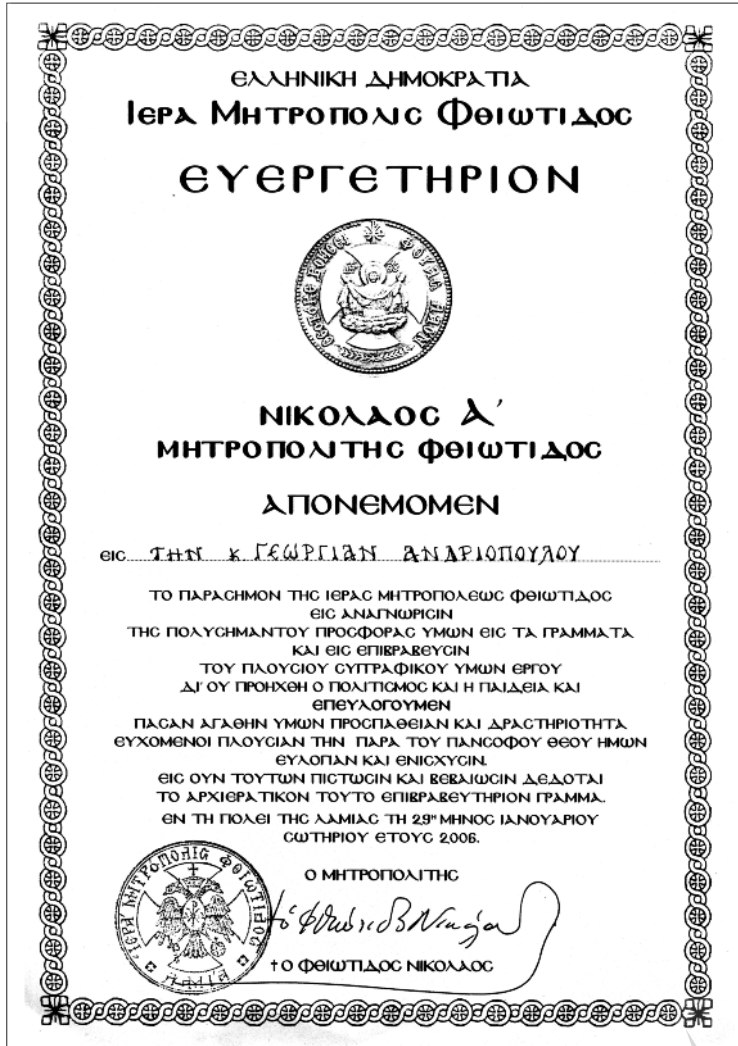 ΕΛΛΗΝΙΚΗ ΔΗΜΟΚΡΑΤΙΑ
ΙΕΡΑ ΜΗΤΡΟΠΟΛΙΣ ΦΘΙΩΤΙΔΟΣ
ΕΥΕΡΓΕΤΗΡΙΟΝ
ΝΙΚΟΛΑΟΣ Α΄
ΜΗΤΡΟΠΟΛΙΤΗΣ ΦΘΙΩΤΙΔΟΣ
ΑΠΟΝΕΜΟΜΕΝ
ΕΙΣ ΤΗΝ κ. ΓΕΩΡΓΙΑΝ ΑΝΔΡΙΟΠΟΥΛΟΥ
ΤΟ ΠΑΡΑΣΗΜΟΝ ΤΗΣ ΙΕΡΑΣ ΜΗΤΡΟΠΟΛΕΩΣ ΦΘΙΩΤΙΔΟΣ
ΕΙΣ ΑΝΑΓΝΩΡΙΣΙΝ
ΤΗΣ ΠΟΛΥΣΗΜΑΝΤΟΥ ΠΡΟΣΦΟΡΑΣ ΥΜΩΝ ΕΙΣ ΤΑ ΓΡΑΜΜΑΤΑ
ΚΑΙ ΕΙΣ ΕΠΙΒΡΑΒΕΥΣΙΝ
ΤΟΥ ΠΛΟΥΣΙΟΥ ΣΥΓΓΡΑΦΙΚΟΥ ΥΜΩΝ ΕΡΓΟΥ
ΔΙ' ΟΥ ΠΡΟΗΧΘΗ Ο ΠΟΛΙΤΙΣΜΟΣ ΚΑΙ Η ΠΑΙΔΕΙΑ ΚΑΙ
ΕΠΕΥΛΟΓΟΥΜΕΝ
ΠΑΣΑΝ ΑΓΑΘΗΝ ΥΜΩΝ ΠΡΟΣΠΑΘΕΙΑΝ ΚΑΙ ΔΡΑΣΤΗΡΙΟΤΗΤΑ
ΕΥΧΟΜΕΝΟΙ ΠΛΟΥΣΙΑΝ ΤΗΝ ΠΑΡΑ ΤΟΥ ΠΑΝΣΟΦΟΥ ΘΕΟΥ ΗΜΩΝ
ΕΥΛΟΓΙΑΝ ΚΑΙ ΕΝΙΣΧΥΣΙΝ.
ΕΙΣ ΟΥΝ ΤΟΥΤΩΝ ΠΙΣΤΩΣΙΝ ΚΑΙ ΒΕΒΑΙΩΣΙΝ ΔΕΔΟΤΑΙ
ΤΟ ΑΡΧΙΕΡΑΤΙΚΟΝ ΤΟΥΤΟ ΕΠΙΒΡΑΒΕΥΤΗΡΙΟΝ ΓΡΑΜΜΑ.
ΕΝ ΤΗ ΠΟΛΕΙ ΤΗΣ ΛΑΜΙΑΣ ΤΗ 29η ΜΗΝΟΣ ΙΑΝΟΥΑΡΙΟΥ
ΣΩΤΗΡΙΟΥ ΕΤΟΥΣ 2006.
Ο ΜΗΤΡΟΠΟΛΙΤΗΣ
ΙΕΡΑ ΜΗΤΡΟΠΟΛΙΣ ΦΘΙΩΤΙΔΟΣ
ΛΑΜΙΑ
† Ο ΦΘΙΩΤΙΔΟΣ ΝΙΚΟΛΑΟΣ